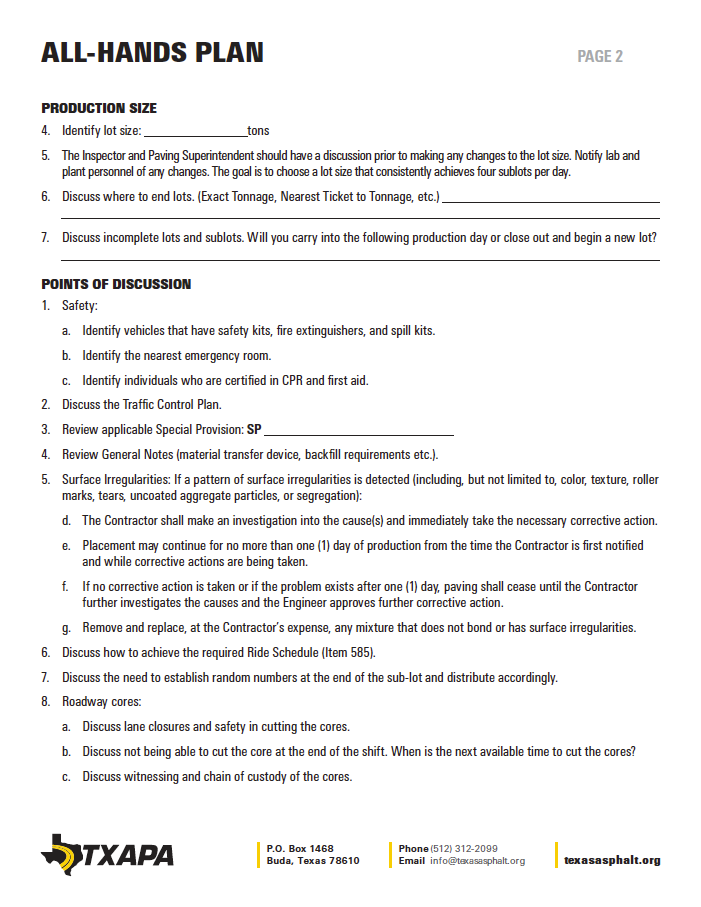 ALL-HANDS PLAN
PAGE 2
PRODUCTION SIZE
4. Identify lot size: ________________tons
5. The Inspector and Paving Superintendent should have a discussion prior to making any changes to the lot size. Notify lab and
plant personnel of any changes. The goal is to choose a lot size that consistently achieves four sublots per day.
6. Discuss where to end lots. (Exact Tonnage, Nearest Ticket to Tonnage, etc.)
7. Discuss incomplete lots and sublots. Will you carry into the following production day or close out and begin a new lot?
POINTS OF DISCUSSION
1. Safety:
a. Identify vehicles that have safety kits, fire extinguishers, and spill kits.
b. Identify the nearest emergency room.
c. Identify individuals who are certified in CPR and first aid.
2. Discuss the Traffic Control Plan.
3. Review applicable Special Provision: SP
4. Review General Notes (material transfer device, backfill requirements etc.).
5. Surface Irregularities: If a pattern of surface irregularities is detected (including, but not limited to, color, texture, roller
marks, tears, uncoated aggregate particles, or segregation):
d. The Contractor shall make an investigation into the cause(s) and immediately take the necessary corrective action.
e. Placement may continue for no more than one (1) day of production from the time the Contractor is first notified
and while corrective actions are being taken.
f. If no corrective action is taken or if the problem exists after one (1) day, paving shall cease until the Contractor
further investigates the causes and the Engineer approves further corrective action.
g. Remove and replace, at the Contractor's expense, any mixture that does not bond or has surface irregularities.
6. Discuss how to achieve the required Ride Schedule (Item 585).
7. Discuss the need to establish random numbers at the end of the sub-lot and distribute accordingly.
8. Roadway cores:
a. Discuss lane closures and safety in cutting the cores.
b. Discuss not being able to cut the core at the end of the shift. When is the next available time to cut the cores?
c. Discuss witnessing and chain of custody of the cores.
TXAPA
P.O. Box 1468
Buda, Texas 78610
Phone (512) 312-2099
Email info@texasasphalt.org
texasasphalt.org